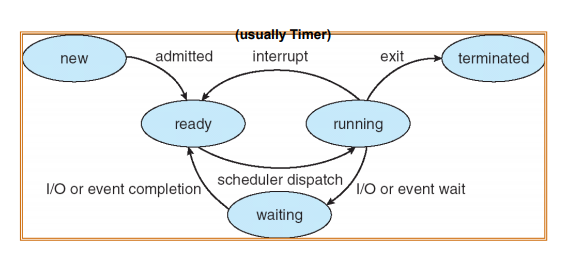 (usually Timer)
new
admitted
interrupt
exit
terminated
ready
running
scheduler dispatch
I/O or event completion
I/O or event wait
waiting